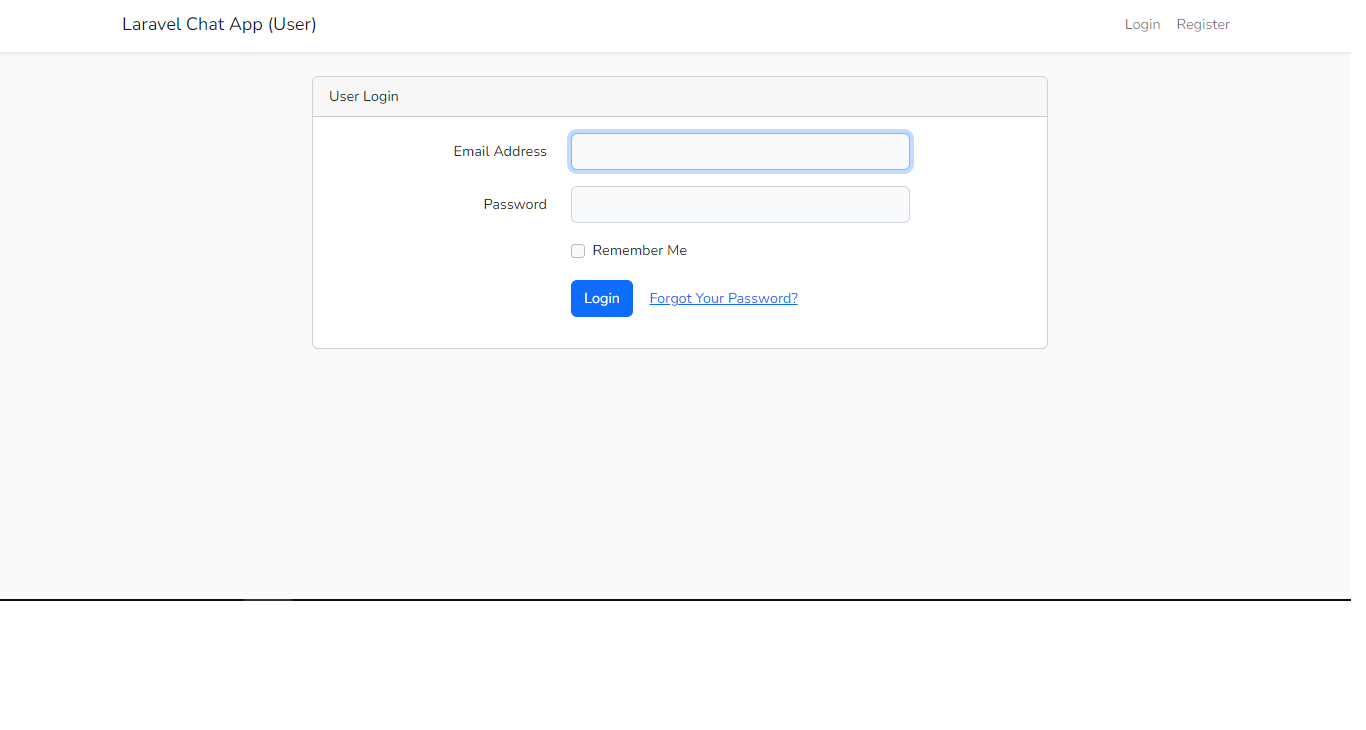 Laravel Chat App (User)
Login Register
User Login
Email Address
Password
Remember Me
Login Forgot Your Password?